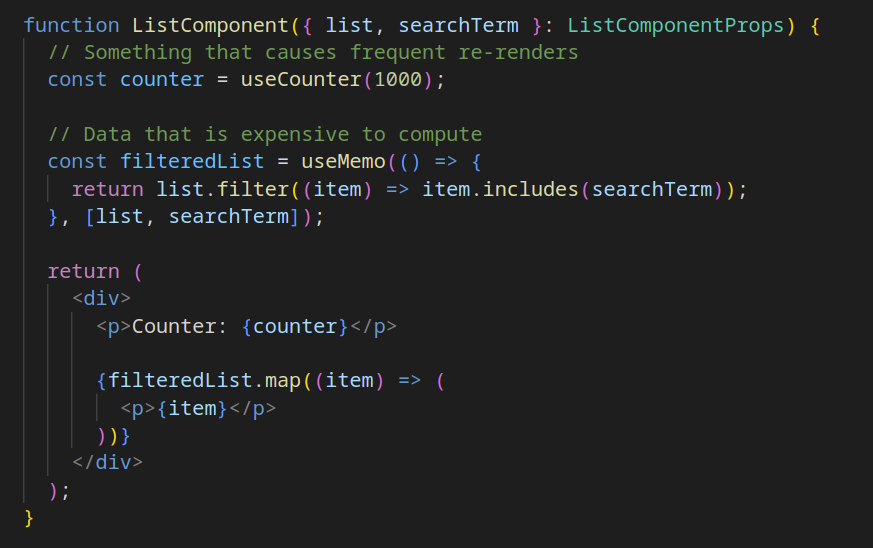 function ListComponent({ list, searchTerm }: ListComponentProps) {
  // Something that causes frequent re-renders
  const counter = useCounter(1000);

  // Data that is expensive to compute
  const filteredList = useMemo(() => {
    return list.filter((item) => item.includes(searchTerm));
  }, [list, searchTerm]);

  return (
    <div>
      <p>Counter: {counter}</p>

      {filteredList.map((item) => (
        <p>{item}</p>
      ))}
    </div>
  );
}